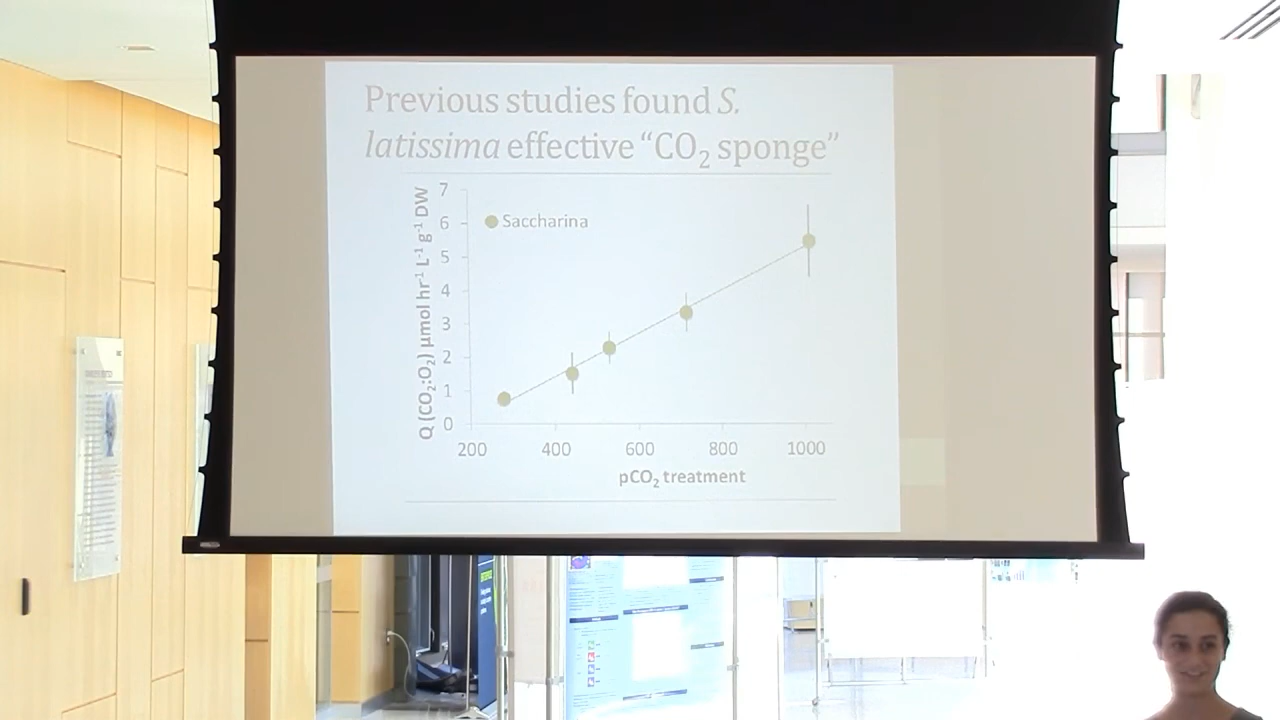 Previous studies found S.
latissima effective “CO₂ sponge”
Q (CO₂:O₂) µmol hr⁻¹ L⁻¹ g⁻¹ DW
7
6
5
4
3
2
1
0
Saccharina
200 400 600 800 1000
pCO₂ treatment